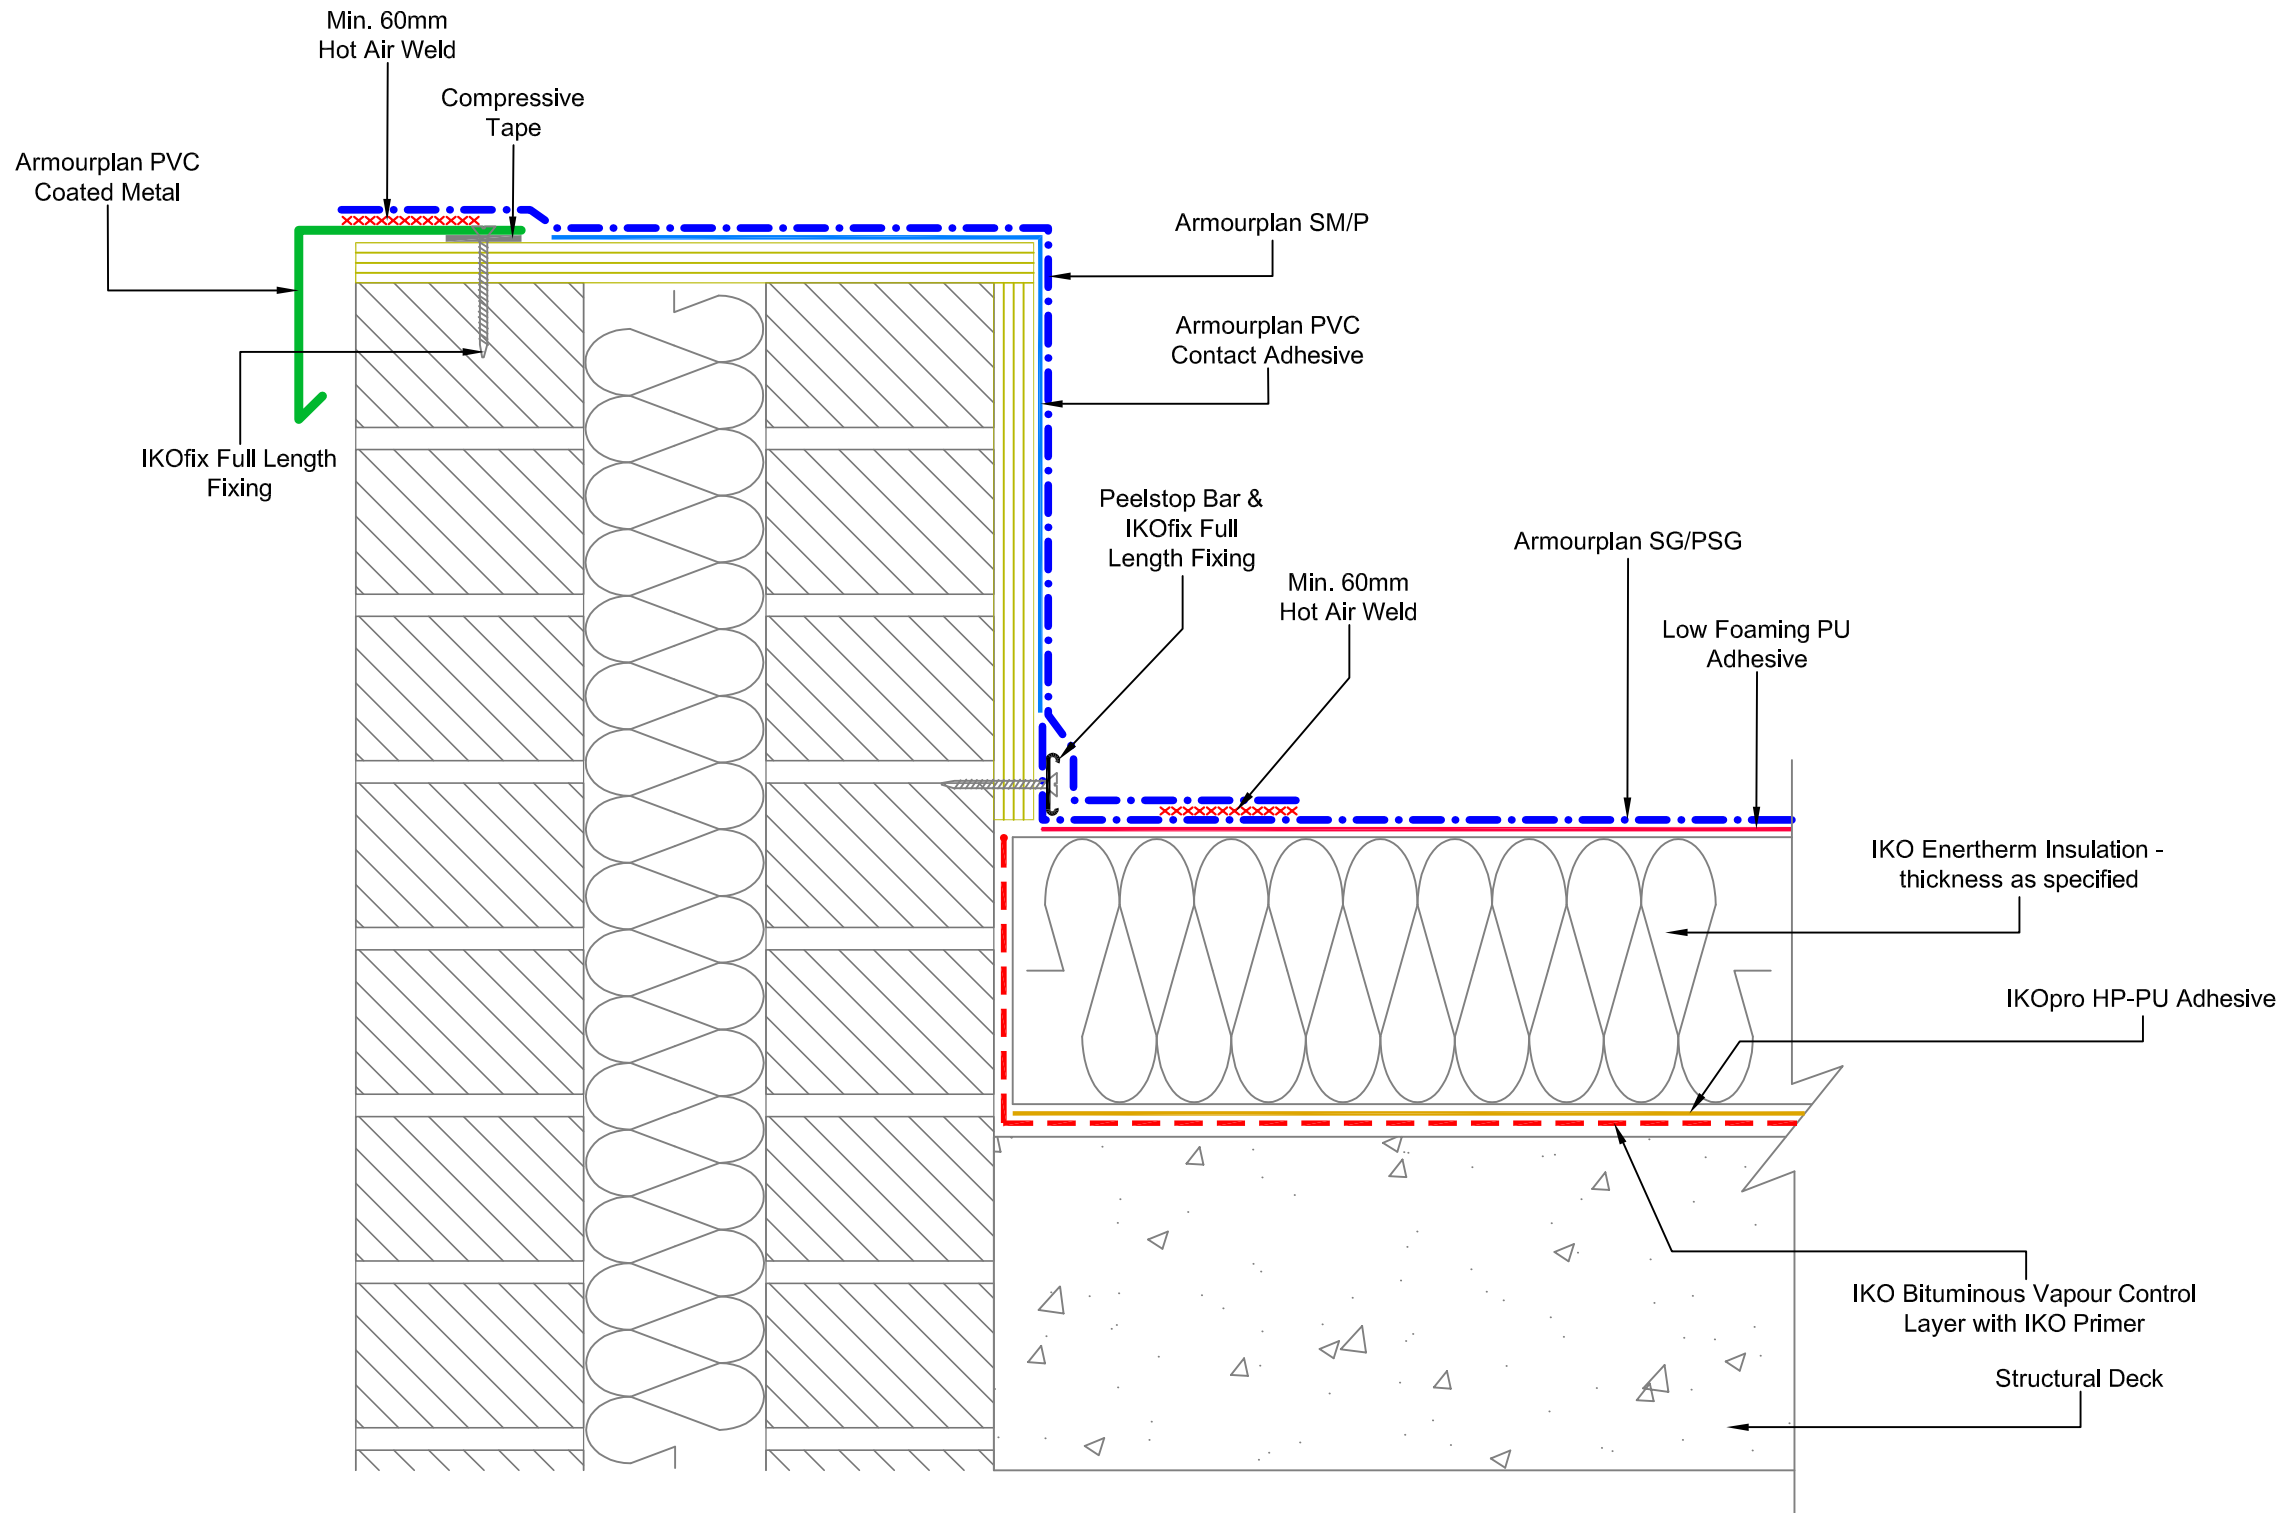 Min. 60mm
Hot Air Weld
Compressive
Tape
Armourplan PVC
Coated Metal
Armourplan SM/P
Armourplan PVC
Contact Adhesive
IKOfix Full Length
Fixing
Peelstop Bar &
IKOfix Full
Length Fixing
Min. 60mm
Hot Air Weld
Armourplan SG/PSG
Low Foaming PU
Adhesive
IKO Enertherm Insulation -
thickness as specified
IKOpro HP-PU Adhesive
IKO Bituminous Vapour Control
Layer with IKO Primer
Structural Deck